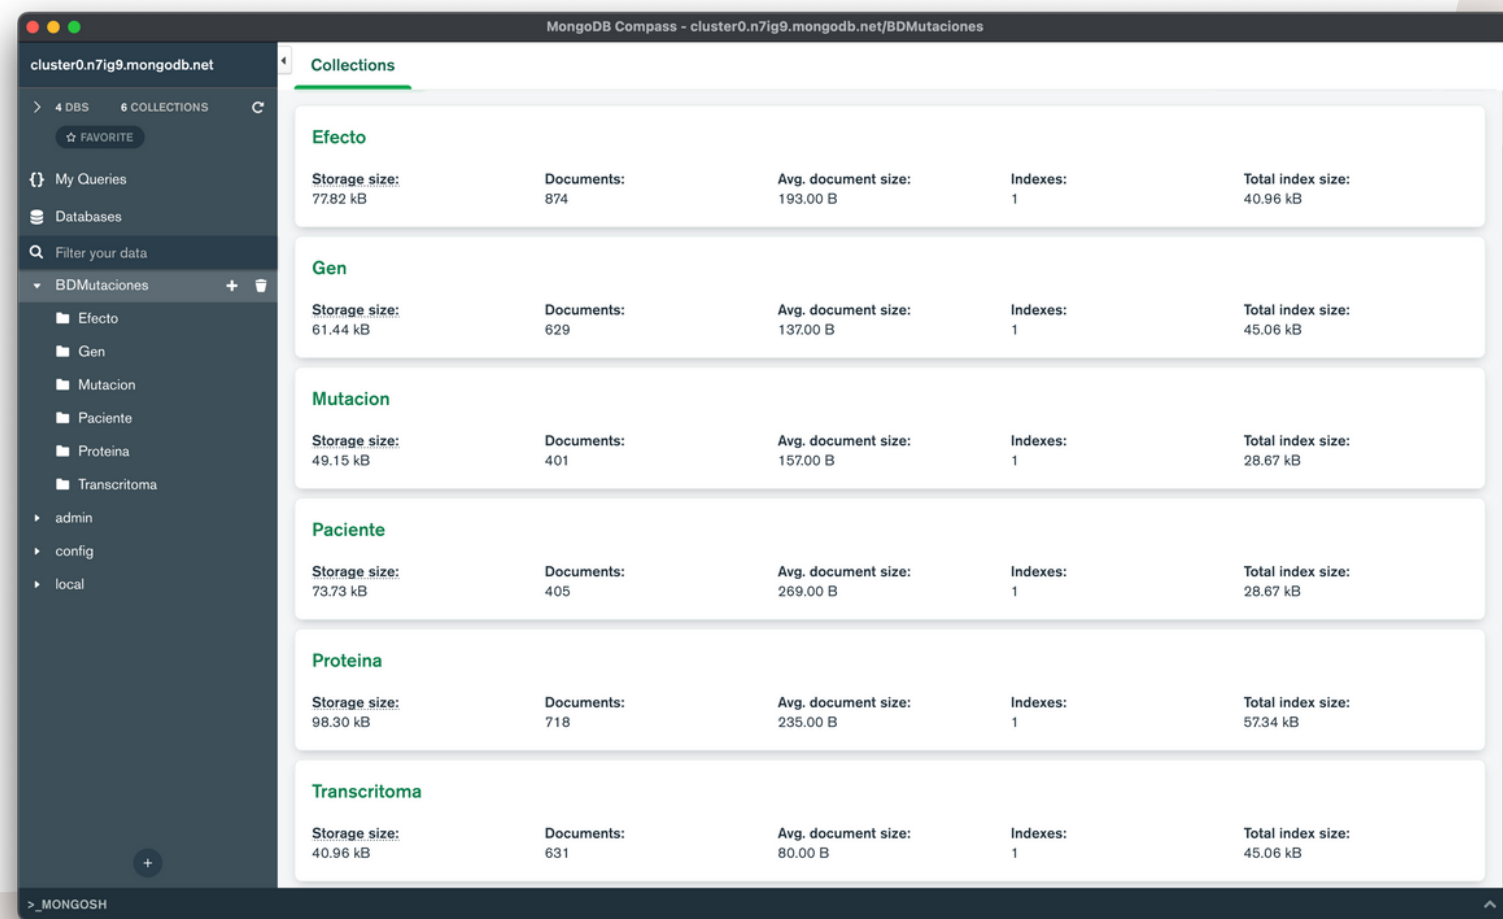 MongoDB Compass - cluster0.n7ig9.mongodb.net/BDMutaciones
cluster0.n7ig9.mongodb.net
4 DBS 6 COLLECTIONS
FAVORITE
{} My Queries
Databases
Filter your data
BDMutaciones
Efecto
Gen
Mutacion
Paciente
Proteina
Transcritoma
admin
config
local
+
>_MONGOSH
Collections
Efecto
Storage size: Documents: Avg. document size: Indexes: Total index size:
77.82 kB 874 193.00 B 1 40.96 kB
Gen
Storage size: Documents: Avg. document size: Indexes: Total index size:
61.44 kB 629 137.00 B 1 45.06 kB
Mutacion
Storage size: Documents: Avg. document size: Indexes: Total index size:
49.15 kB 401 157.00 B 1 28.67 kB
Paciente
Storage size: Documents: Avg. document size: Indexes: Total index size:
73.73 kB 405 269.00 B 1 28.67 kB
Proteina
Storage size: Documents: Avg. document size: Indexes: Total index size:
98.30 kB 718 235.00 B 1 57.34 kB
Transcritoma
Storage size: Documents: Avg. document size: Indexes: Total index size:
40.96 kB 631 80.00 B 1 45.06 kB